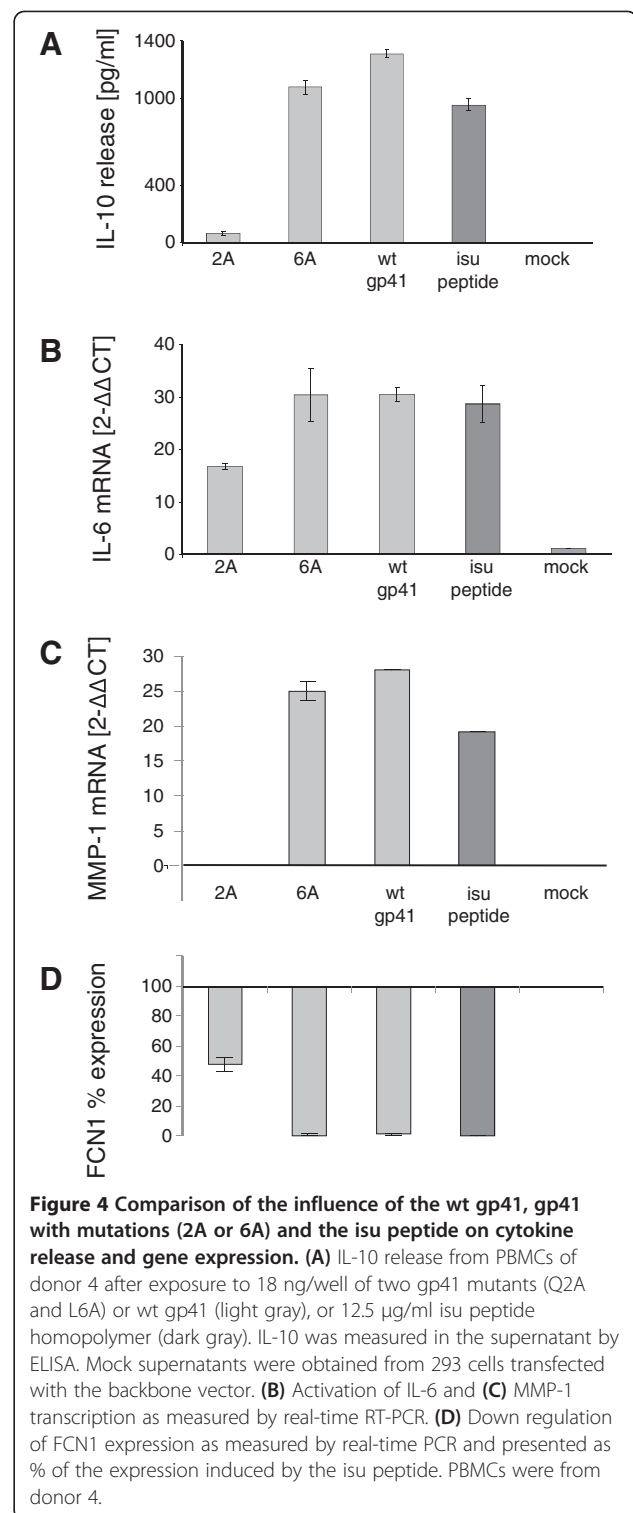 A
IL-10 release [pg/ml]
1400
1000
400
0
2A
6A
wt
gp41
isu
peptide
mock
B
IL-6 mRNA [2-ΔΔCT]
40
30
20
10
0
2A
6A
wt
gp41
isu
peptide
mock
C
MMP-1 mRNA [2-ΔΔCT]
30
25
20
15
10
5
0
2A
6A
wt
gp41
isu
peptide
mock
D
FCN1 % expression
100
80
60
40
20
0
Figure 4 Comparison of the influence of the wt gp41, gp41
with mutations (2A or 6A) and the isu peptide on cytokine
release and gene expression. (A) IL-10 release from PBMCs of
donor 4 after exposure to 18 ng/well of two gp41 mutants (Q2A
and L6A) or wt gp41 (light gray), or 12.5 μg/ml isu peptide
homopolymer (dark gray). IL-10 was measured in the supernatant by
ELISA. Mock supernatants were obtained from 293 cells transfected
with the backbone vector. (B) Activation of IL-6 and (C) MMP-1
transcription as measured by real-time RT-PCR. (D) Down regulation
of FCN1 expression as measured by real-time PCR and presented as
% of the expression induced by the isu peptide. PBMCs were from
donor 4.